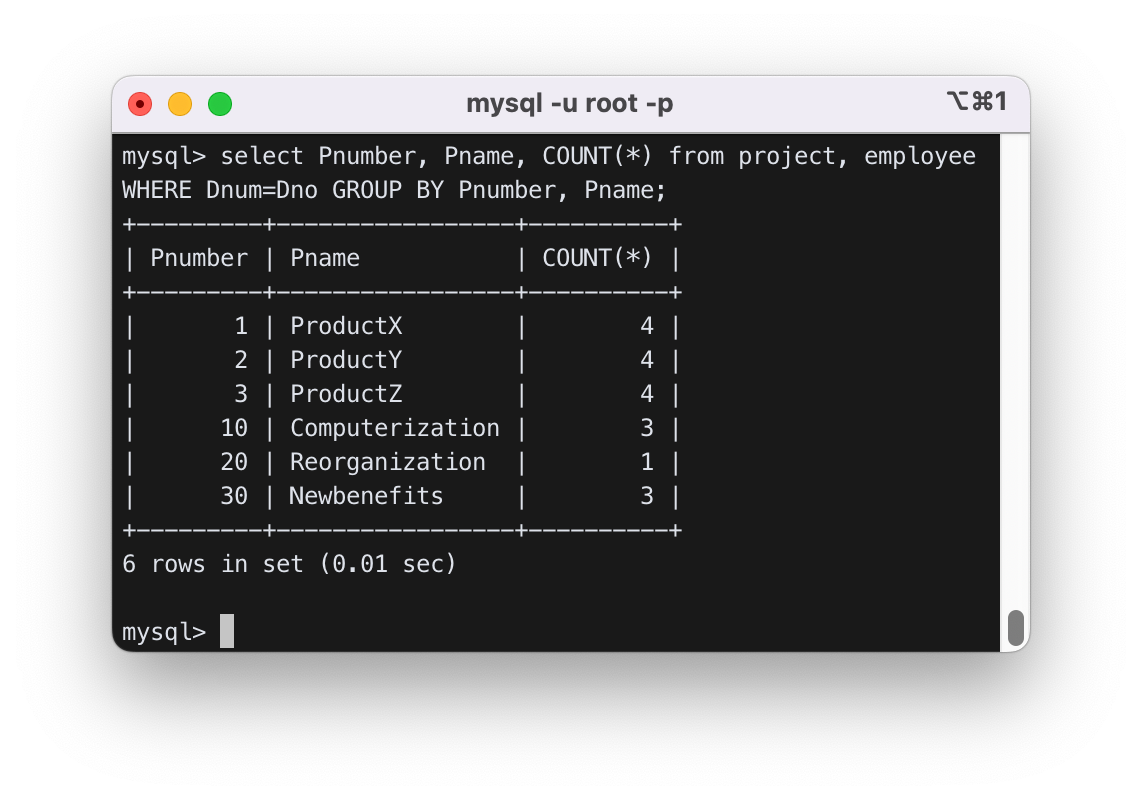 mysql -u root -p ⌥⌘1
mysql> select Pnumber, Pname, COUNT(*) from project, employee
WHERE Dnum=Dno GROUP BY Pnumber, Pname;
+---------+-----------------+----------+
| Pnumber | Pname           | COUNT(*) |
+---------+-----------------+----------+
|       1 | ProductX        |        4 |
|       2 | ProductY        |        4 |
|       3 | ProductZ        |        4 |
|      10 | Computerization |        3 |
|      20 | Reorganization  |        1 |
|      30 | Newbenefits     |        3 |
+---------+-----------------+----------+
6 rows in set (0.01 sec)
mysql>